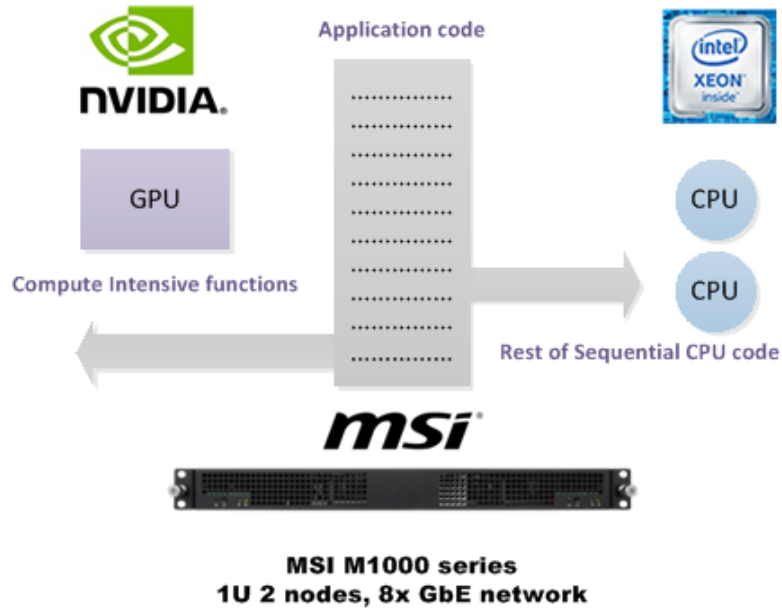 Application code
NVIDIA.
(intel)
XEON®
inside™
GPU
CPU
CPU
Compute Intensive functions
Rest of Sequential CPU code
msi
MSI M1000 series
1U 2 nodes, 8x GbE network